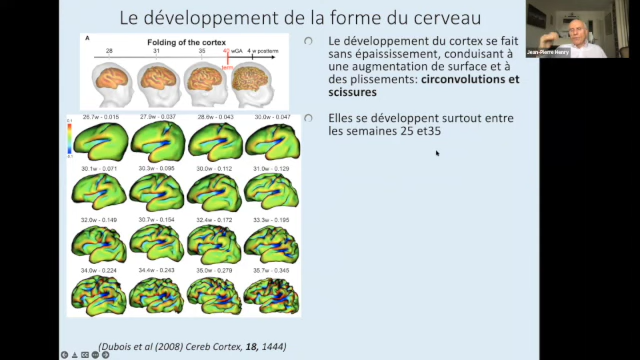 Le développement de la forme du cerveau
A
Folding of the cortex
28 31 35 40 wGA 4 w postterm
term
Le développement du cortex se fait
sans épaississement, conduisant à
à une augmentation de surface et à
des plissements: circonvolutions et
scissures
Elles se développent surtout entre
les semaines 25 et35
26.7w - 0.015 27.9w - 0.037 28.6w - 0.043 30.0w - 0.047
30.1w - 0.071 30.3w - 0.095 30.2w - 0.112 31.0w - 0.129
32.0w - 0.149 30.7w - 0.154 32.4w - 0.172 33.3w - 0.195
34.0w - 0.224 34.4w - 0.243 35.0w - 0.279 35.7w - 0.345
(Dubois et al (2008) Cereb Cortex, 18, 1444)
Jean-Pierre Henry